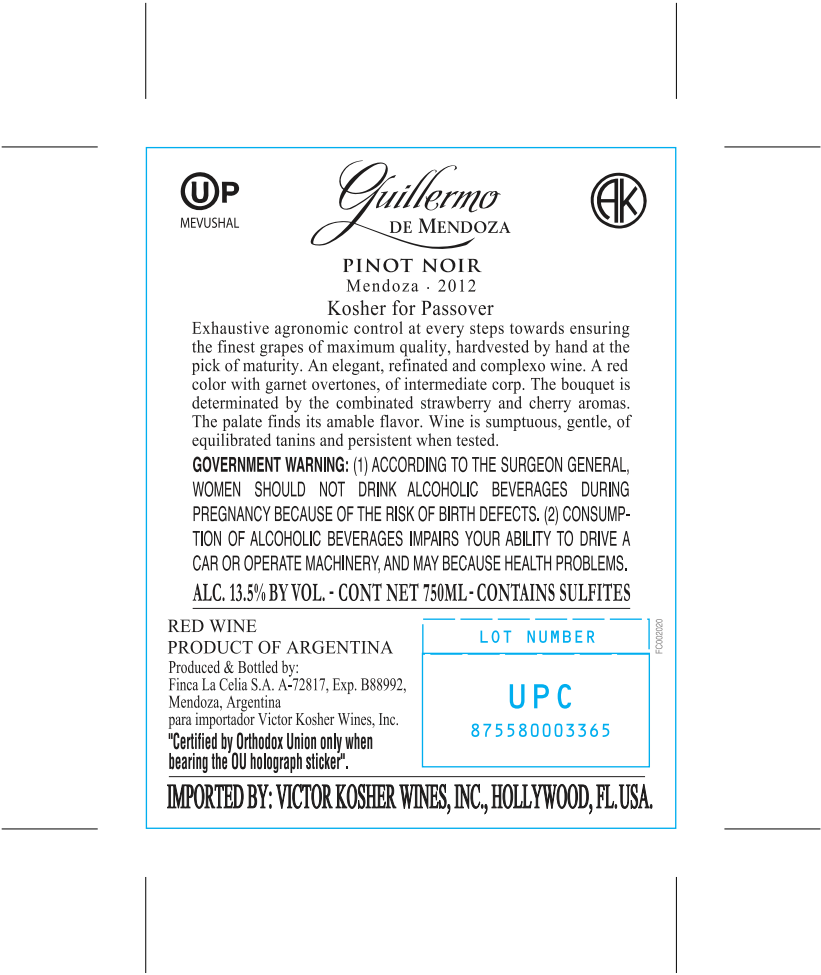 UP
MEVUSHAL
Guillermo
DE MENDOZA
AK
PINOT NOIR
Mendoza · 2012
Kosher for Passover
Exhaustive agronomic control at every steps towards ensuring
the finest grapes of maximum quality, hardvested by hand at the
pick of maturity. An elegant, refinated and complexo wine. A red
color with garnet overtones, of intermediate corp. The bouquet is
determinated by the combinated strawberry and cherry aromas.
The palate finds its amable flavor. Wine is sumptuous, gentle, of
equilibrated tanins and persistent when tested.
GOVERNMENT WARNING: (1) ACCORDING TO THE SURGEON GENERAL,
WOMEN SHOULD NOT DRINK ALCOHOLIC BEVERAGES DURING
PREGNANCY BECAUSE OF THE RISK OF BIRTH DEFECTS. (2) CONSUMP-
TION OF ALCOHOLIC BEVERAGES IMPAIRS YOUR ABILITY TO DRIVE A
CAR OR OPERATE MACHINERY, AND MAY BECAUSE HEALTH PROBLEMS.
ALC. 13.5% BY VOL. - CONT NET 750ML - CONTAINS SULFITES
RED WINE
PRODUCT OF ARGENTINA
Produced & Bottled by:
Finca La Celia S.A. A-72817, Exp. B88992,
Mendoza, Argentina
para importador Victor Kosher Wines, Inc.
"Certified by Orthodox Union only when
bearing the OU holograph sticker".
LOT NUMBER
UPC
875580003365
FC002020
IMPORTED BY: VICTOR KOSHER WINES, INC., HOLLYWOOD, FL. USA.